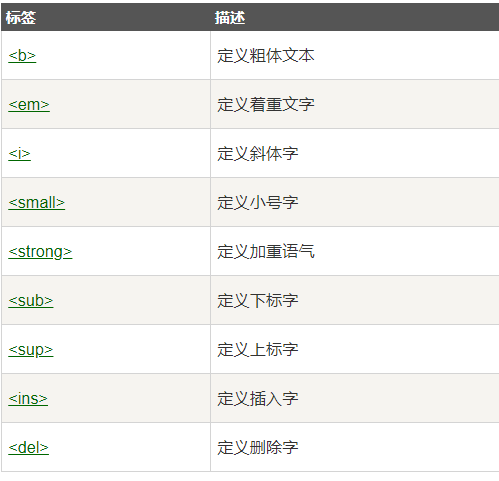 标签 描述
<b> 定义粗体文本
<em> 定义着重文字
<i> 定义斜体字
<small> 定义小号字
<strong> 定义加重语气
<sub> 定义下标字
<sup> 定义上标字
<ins> 定义插入字
<del> 定义删除字